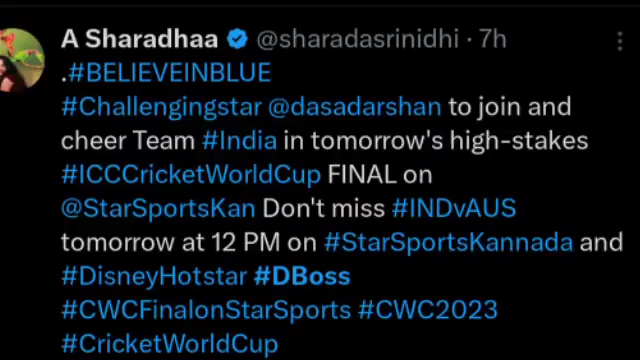 A Sharadhaa @sharadasrinidhi · 7h
.#BELIEVEINBLUE
#Challengingstar @dasadarshan to join and
cheer Team #India in tomorrow's high-stakes
#ICCCricketWorldCup FINAL on
@StarSportsKan Don't miss #INDvAUS
tomorrow at 12 PM on #StarSportsKannada and
#DisneyHotstar #DBoss
#CWCFinalonStarSports #CWC2023
#CricketWorldCup